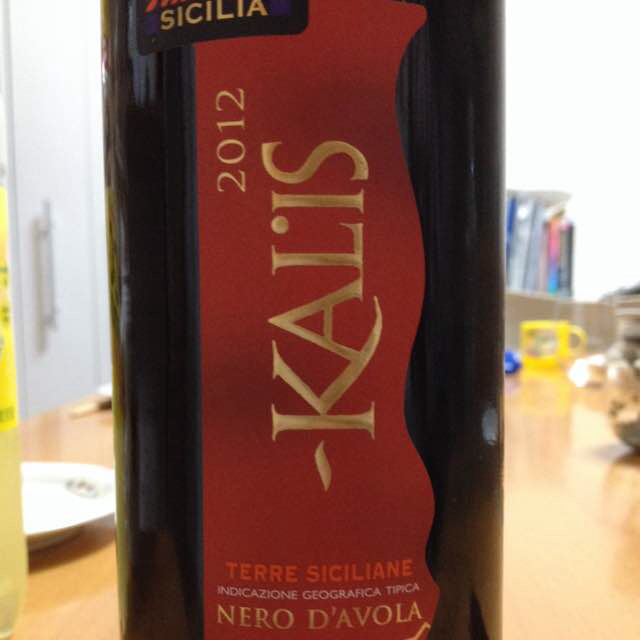 SICILIA
2012
KALIS
TERRE SICILIANE
INDICAZIONE GEOGRAFICA TIPICA
NERO D'AVOLA